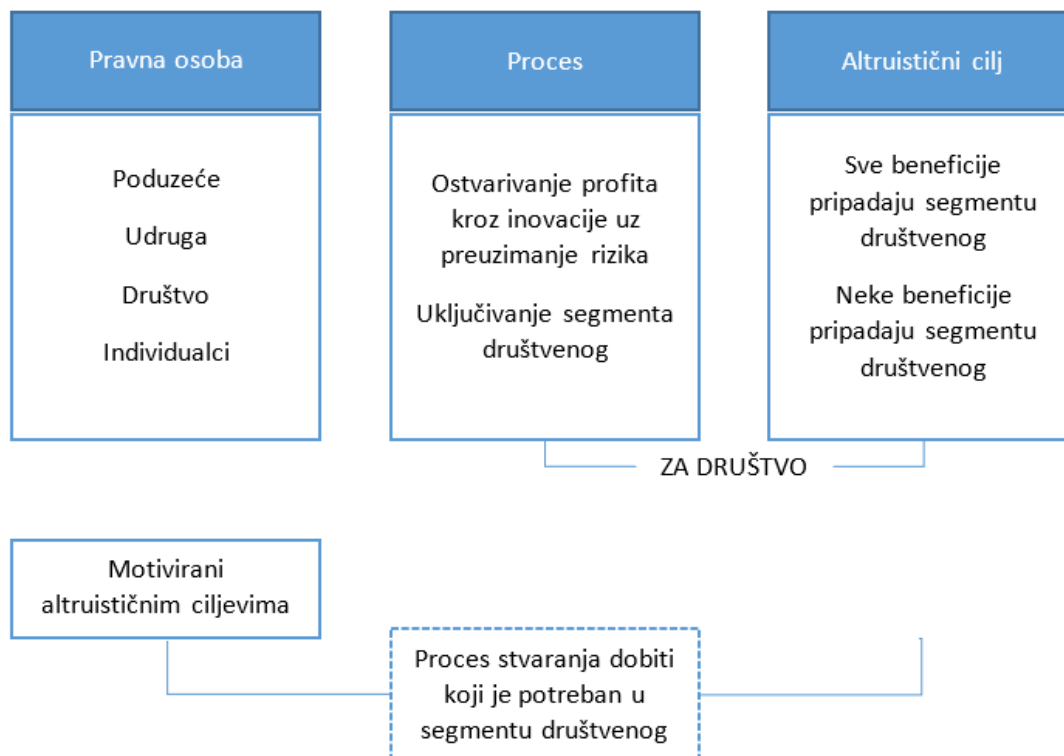 Pravna osoba
Poduzeće
Udruga
Društvo
Individualci
Proces
Ostvarivanje profita
kroz inovacije uz
preuzimanje rizika
Uključivanje segmenta
društvenog
Altruistični cilj
Sve beneficije
pripadaju segmentu
društvenog
Neke beneficije
pripadaju segmentu
društvenog
ZA DRUŠTVO
Motivirani
altruističnim ciljevima
Proces stvaranja dobiti
koji je potreban u
segmentu društvenog